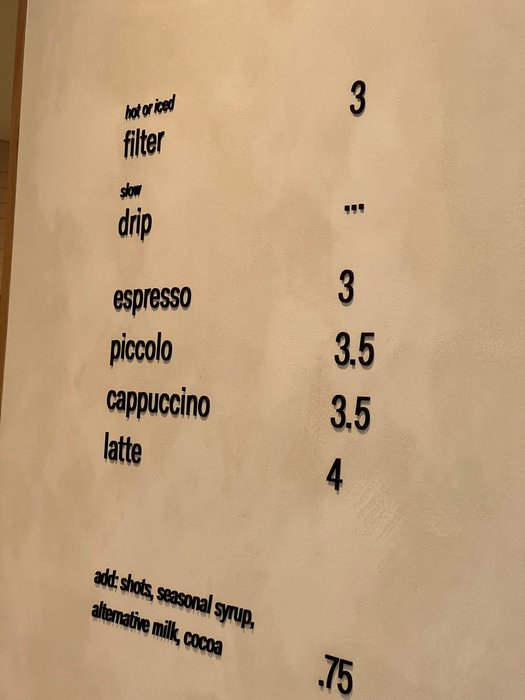 hot or iced
filter 3
slow
drip ...
espresso 3
piccolo 3.5
cappuccino 3.5
latte 4
add: shots, seasonal syrup,
alternative milk, cocoa
.75